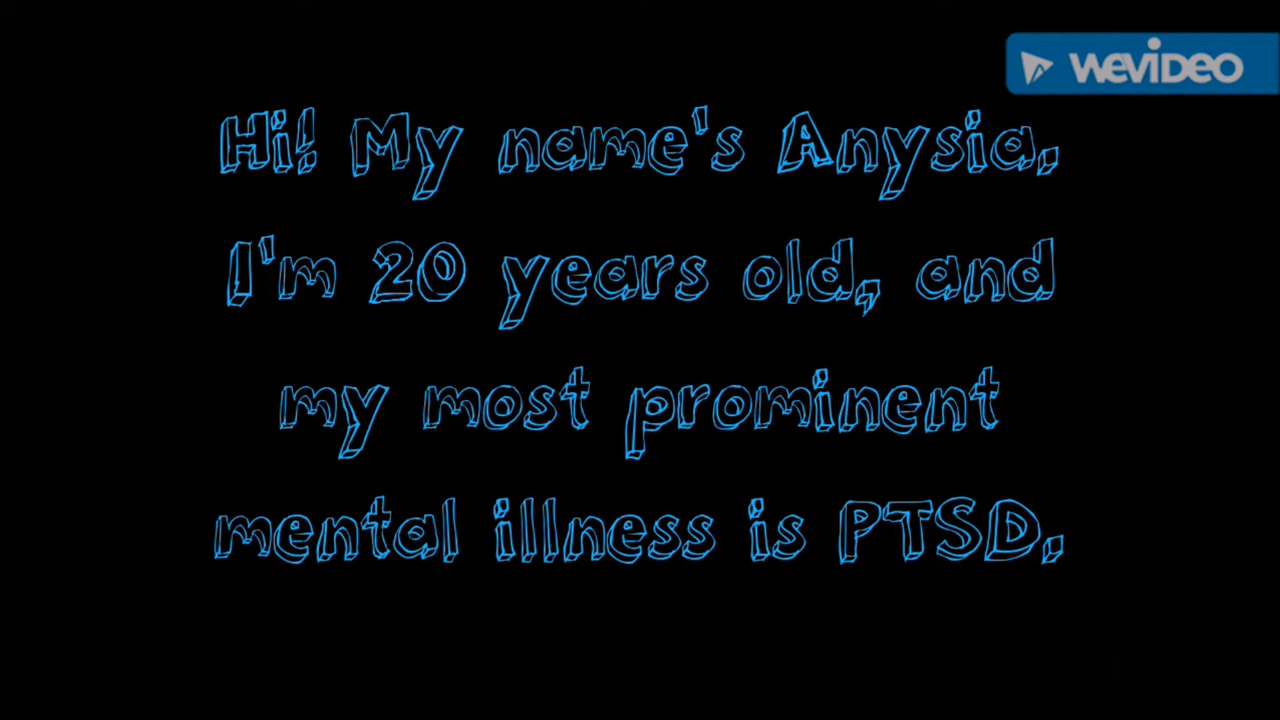 WEVIDEO
Hi! My name's Anysia.
I'm 20 years old, and
my most prominent
mental illness is PTSD.